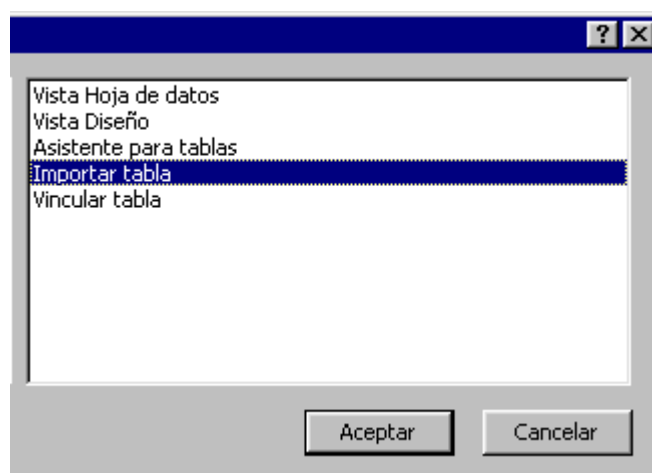 Vista Hoja de datos
Vista Diseño
Asistente para tablas
Importar tabla
Vincular tabla
Aceptar
Cancelar